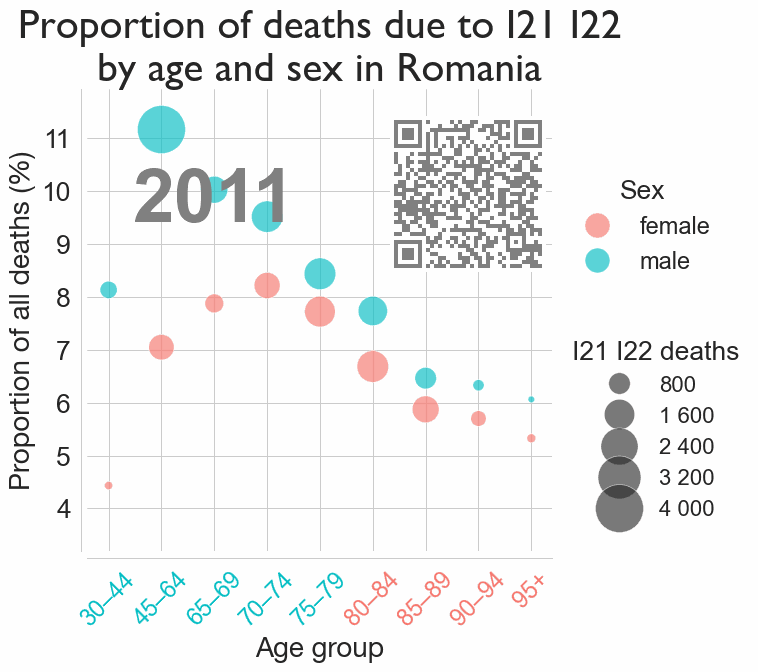 Proportion of deaths due to I21 I22
by age and sex in Romania
Proportion of all deaths (%)
11
10
9
8
7
6
5
4
2011
Sex
female
male
I21 I22 deaths
800
1 600
2 400
3 200
4 000
30–44
45–64
65–69
70–74
75–79
80–84
85–89
90–94
95+
Age group